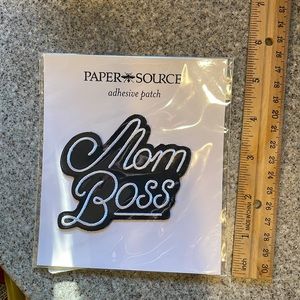 PAPER SOURCE
adhesive patch
Mom
Boss